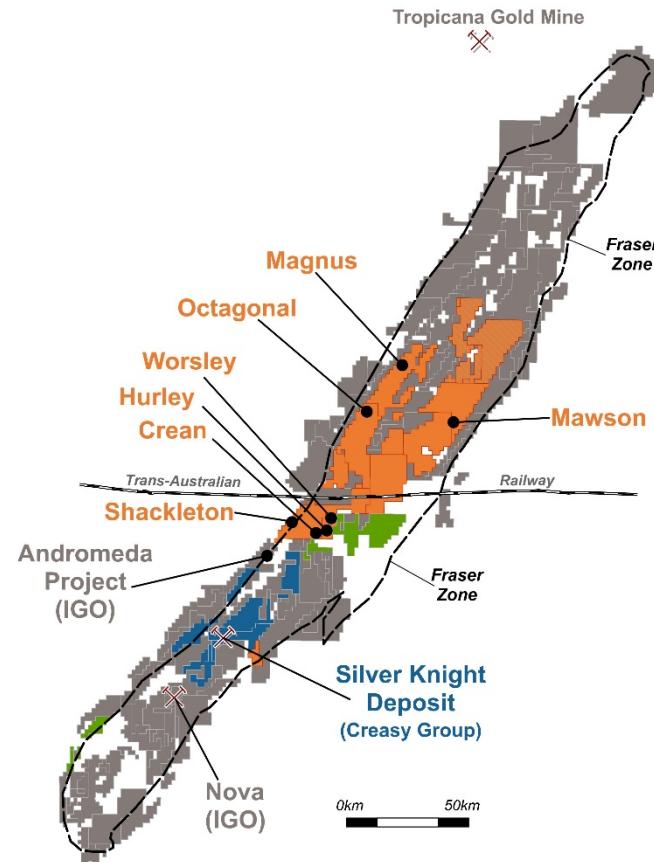 Tropicana Gold Mine
Fraser
Zone
Magnus
Octagonal
Worsley
Hurley
Crean
Mawson
Trans-Australian
Railway
Shackleton
Andromeda
Project
(IGO)
Fraser
Zone
Silver Knight
Deposit
(Creasy Group)
Nova
(IGO)
0km
50km